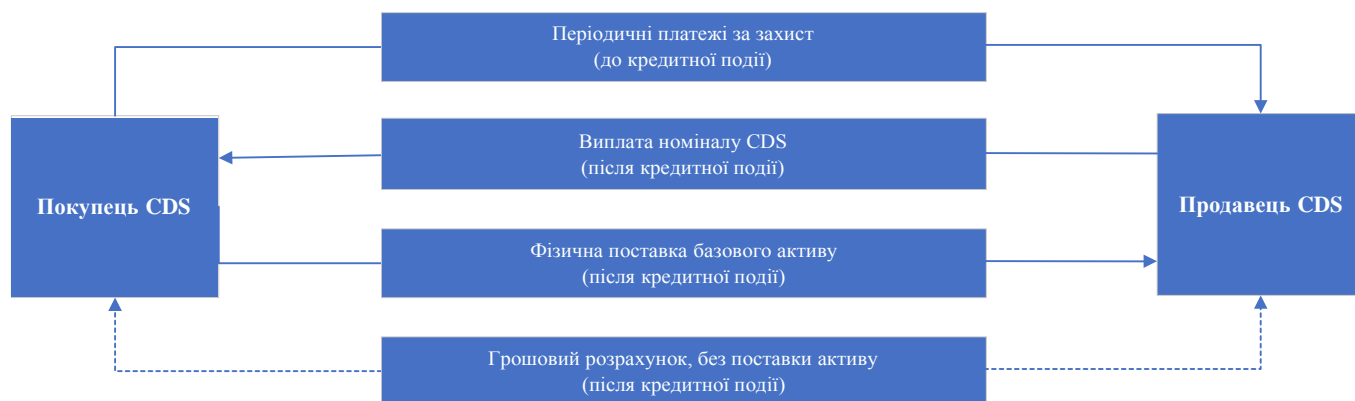 Періодичні платежі за захист
(до кредитної події)
Виплата номіналу CDS
(після кредитної події)
Покупець CDS
Продавець CDS
Фізична поставка базового активу
(після кредитної події)
Грошовий розрахунок, без поставки активу
(після кредитної події)